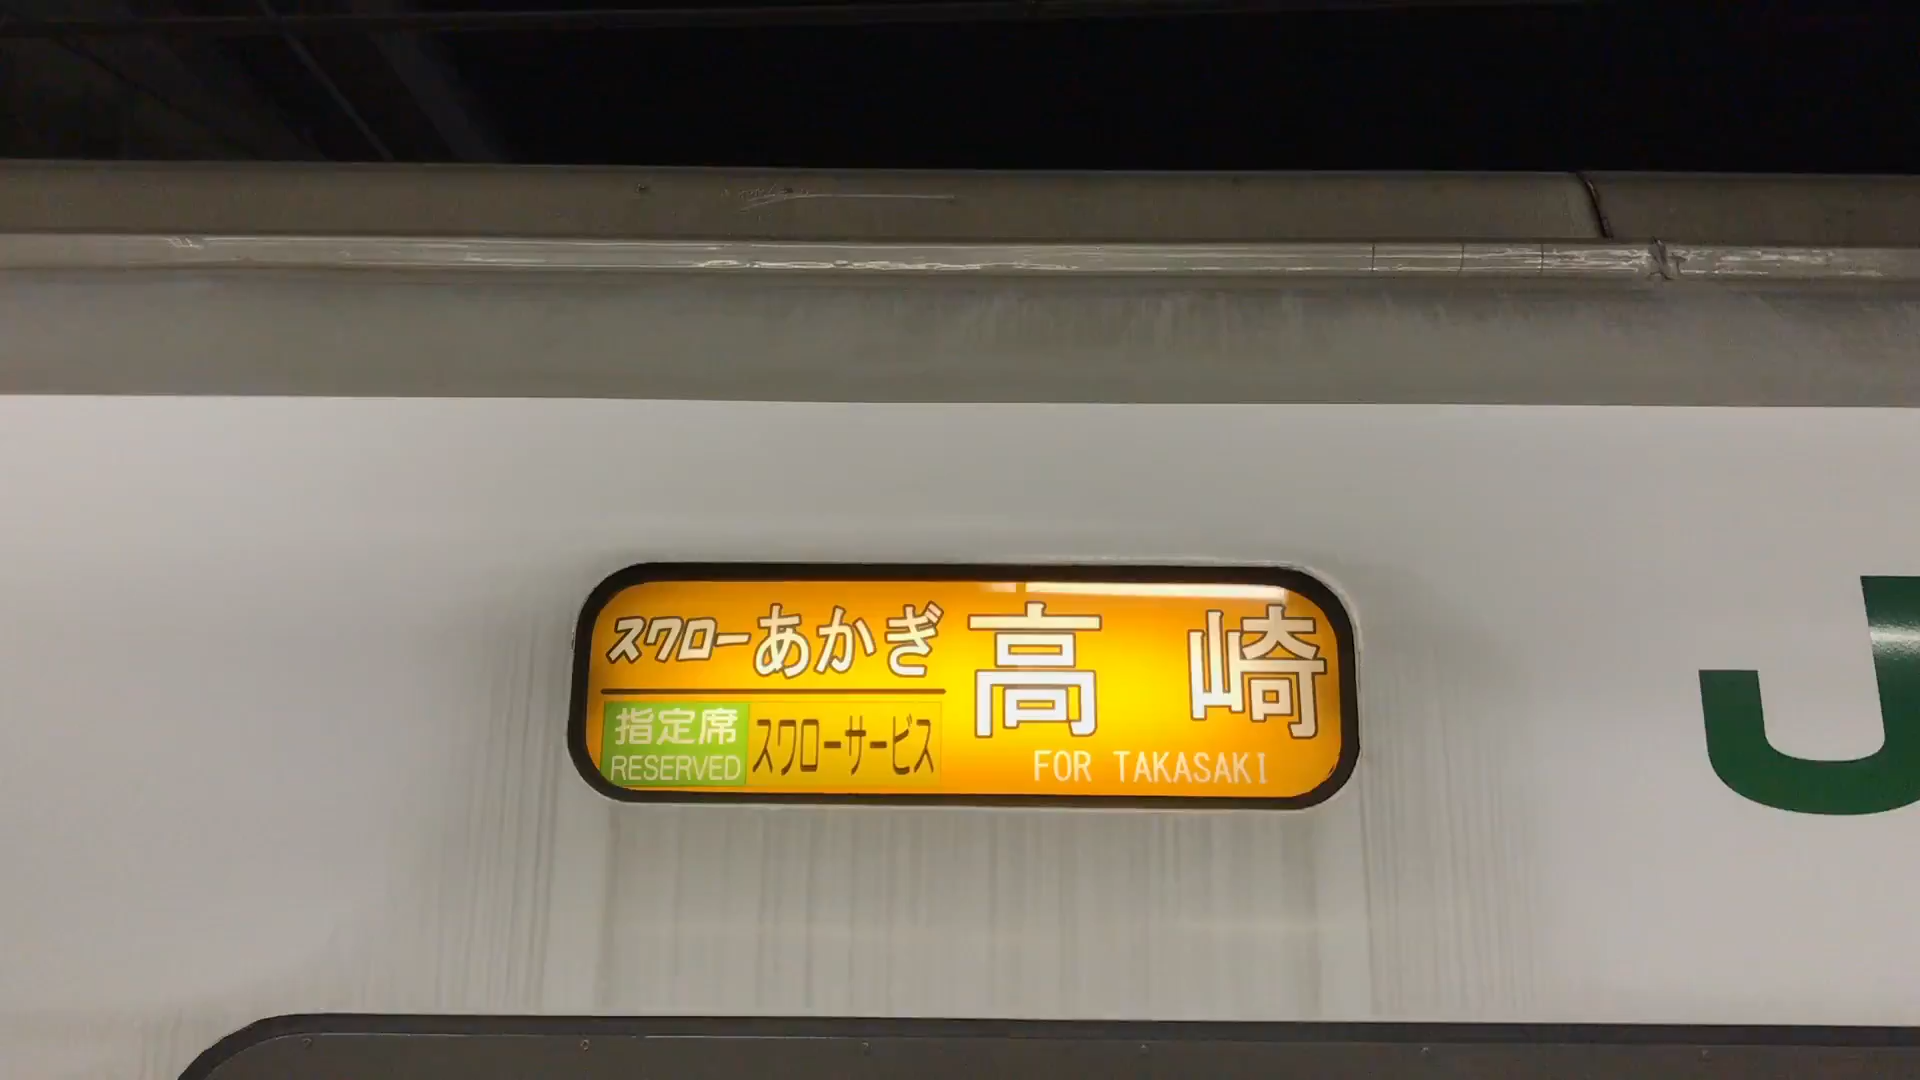 スワローあかぎ
指定席
RESERVED
スワローサービス
高崎
FOR TAKASAKI
J